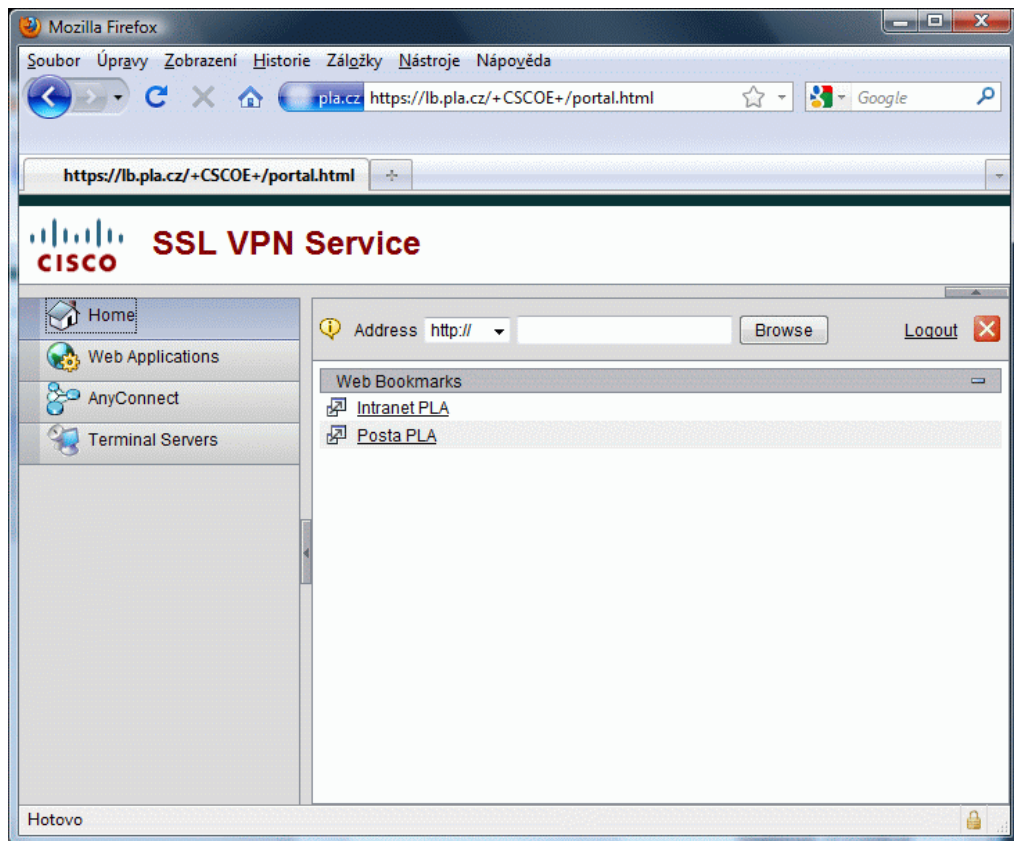 Mozilla Firefox
Soubor Úpravy Zobrazení Historie Záložky Nástroje Nápověda
pla.cz https://lb.pla.cz/+CSCOE+/portal.html Google
https://lb.pla.cz/+CSCOE+/portal.html
CISCO SSL VPN Service
Home
Address http:// Browse Logout
Web Applications
AnyConnect
Terminal Servers
Web Bookmarks
Intranet PLA
Posta PLA
Hotovo